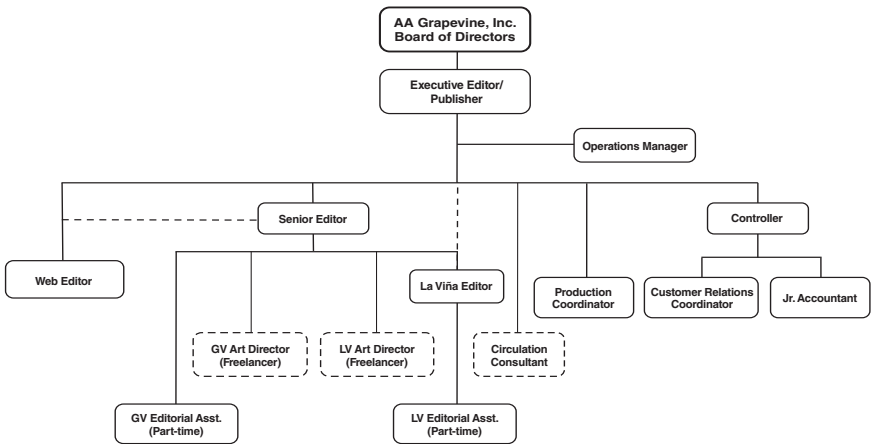 AA Grapevine, Inc.
Board of Directors
Executive Editor/
Publisher
Operations Manager
Senior Editor
Controller
Web Editor
La Viña Editor
Production
Coordinator
Customer Relations
Coordinator
Jr. Accountant
GV Art Director
(Freelancer)
LV Art Director
(Freelancer)
Circulation
Consultant
GV Editorial Asst.
(Part-time)
LV Editorial Asst.
(Part-time)